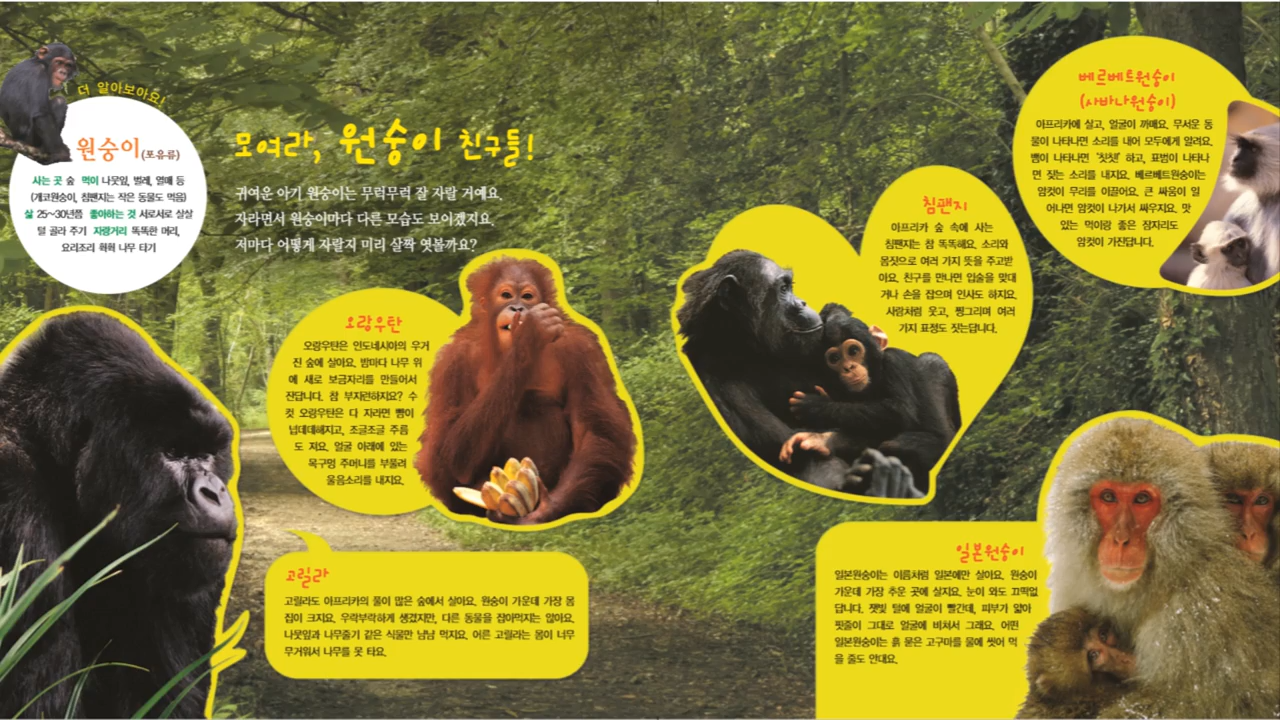 더 알아보아요!
원숭이(포유류)
사는 곳 숲 먹이 나뭇잎, 벌레, 열매 등
(개코원숭이, 침팬지는 작은 동물도 먹음)
삶 25~30년쯤 좋아하는 것 서로서로 살살
털 골라 주기 자랑거리 똑똑한 머리,
요리조리 휙휙 나무 타기
모여라, 원숭이 친구들!
귀여운 아기 원숭이는 무럭무럭 잘 자랄 거예요.
자라면서 원숭이마다 다른 모습도 보이겠지요.
저마다 어떻게 자랄지 미리 살짝 엿볼까요?
오랑우탄
오랑우탄은 인도네시아의 우거
진 숲에 살아요. 밤마다 나무 위
에 새로 보금자리를 만들어서
잔답니다. 참 부지런하지요? 수
컷 오랑우탄은 다 자라면 뺨이
넙데데해지고, 조글조글 주름
도 져요. 얼굴 아래에 있는
목구멍 주머니를 부풀려
울음소리를 내지요.
고릴라
고릴라도 아프리카의 풀이 많은 숲에서 살아요. 원숭이 가운데 가장 몸
집이 크지요. 우락부락하게 생겼지만, 다른 동물을 잡아먹지는 않아요.
나뭇잎과 나무줄기 같은 식물만 냠냠 먹지요. 어른 고릴라는 몸이 너무
무거워서 나무를 못 타요.
침팬지
아프리카 숲 속에 사는
침팬지는 참 똑똑해요. 소리와
몸짓으로 여러 가지 뜻을 주고받
아요. 친구를 만나면 입술을 맞대
거나 손을 잡으며 인사도 하지요.
사람처럼 웃고, 찡그리며 여러
가지 표정도 짓는답니다.
베르베트원숭이
(사바나원숭이)
아프리카에 살고, 얼굴이 까매요. 무서운 동
물이 나타나면 소리를 내어 모두에게 알려요.
뱀이 나타나면 '칫칫' 하고, 표범이 나타나
면 짖는 소리를 내지요. 베르베트원숭이는
암컷이 무리를 이끌어요. 큰 싸움이 일
어나면 암컷이 나가서 싸우지요. 맛
있는 먹이랑 좋은 잠자리도
암컷이 가진답니다.
일본원숭이
일본원숭이는 이름처럼 일본에만 살아요. 원숭이
가운데 가장 추운 곳에 살지요. 눈이 와도 끄떡없
답니다. 잿빛 털에 얼굴이 빨간데, 피부가 얇아
핏줄이 그대로 얼굴에 비쳐서 그래요. 어떤
일본원숭이는 흙 묻은 고구마를 물에 씻어 먹
을 줄도 안대요.